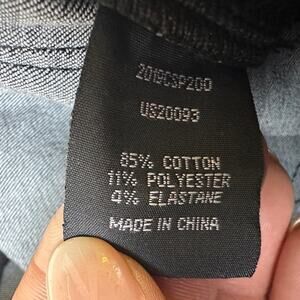 2019CSP200
US20093
85% COTTON
11% POLYESTER
4% ELASTANE
MADE IN CHINA